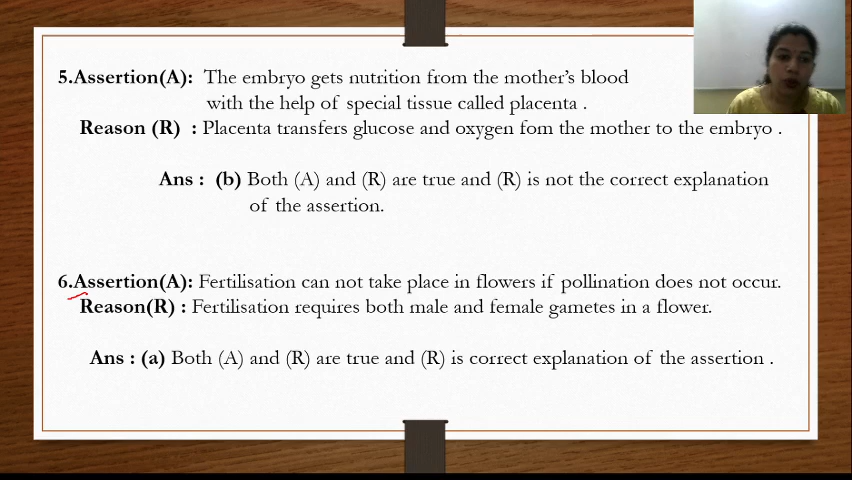 5.Assertion(A): The embryo gets nutrition from the mother's blood
with the help of special tissue called placenta .
Reason (R) : Placenta transfers glucose and oxygen fom the mother to the embryo .
Ans : (b) Both (A) and (R) are true and (R) is not the correct explanation
of the assertion.
6.Assertion(A): Fertilisation can not take place in flowers if pollination does not occur.
Reason(R) : Fertilisation requires both male and female gametes in a flower.
Ans : (a) Both (A) and (R) are true and (R) is correct explanation of the assertion .